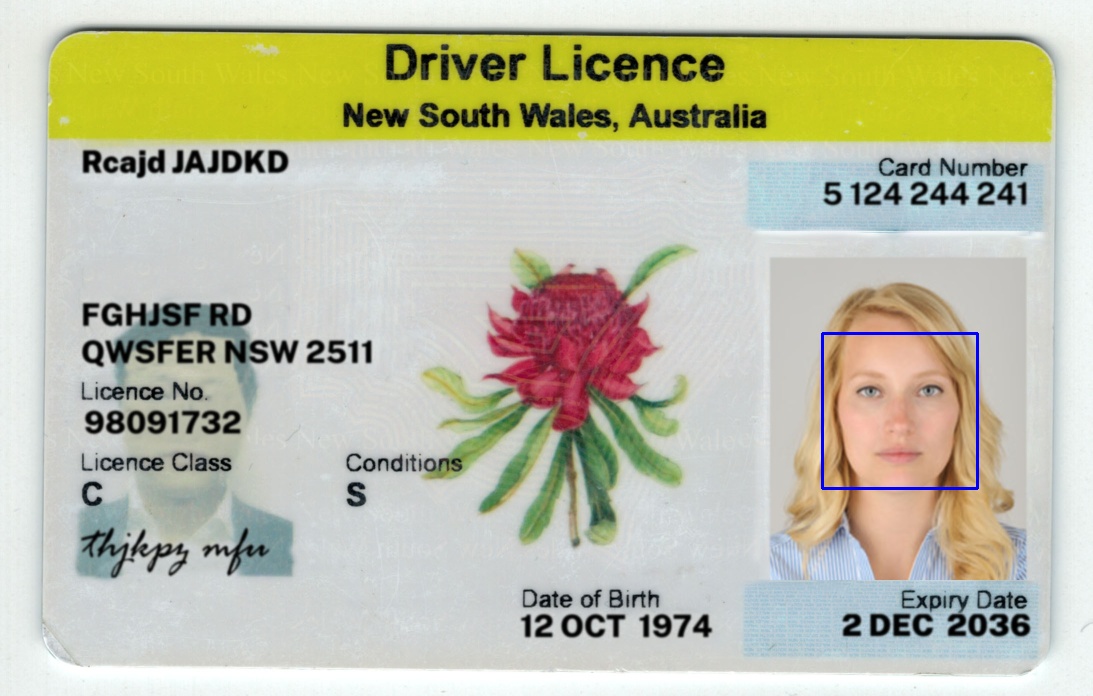 Driver Licence
New South Wales, Australia
Rcajd JAJDKD
Card Number
5 124 244 241
FGHJSF RD
QWSFER NSW 2511
Licence No.
98091732
Licence Class
C
Conditions
S
thjkpz mfu
Date of Birth
12 OCT 1974
Expiry Date
2 DEC 2036